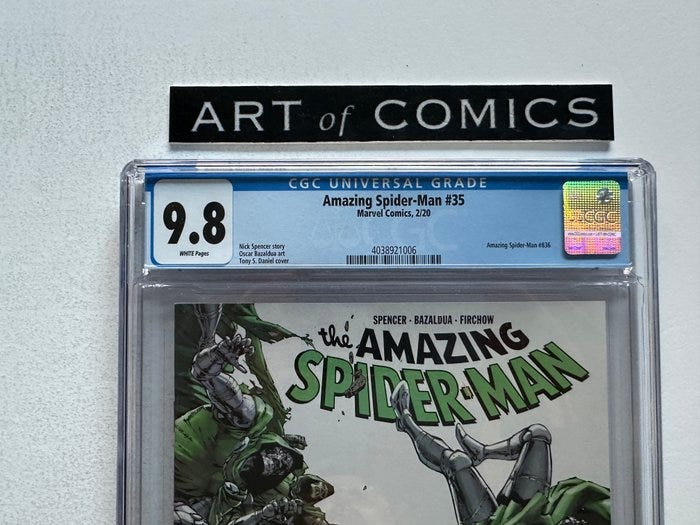 ART of COMICS
CGC UNIVERSAL GRADE
9.8
WHITE Pages
Amazing Spider-Man #35
Marvel Comics, 2/20
Nick Spencer story
Oscar Bazaldua art
Tony S. Daniel cover
4038921006
Amazing Spider-Man #836
CGC
SPENCER · BAZALDUA · FIRCHOW
the AMAZING
SPIDER-MAN